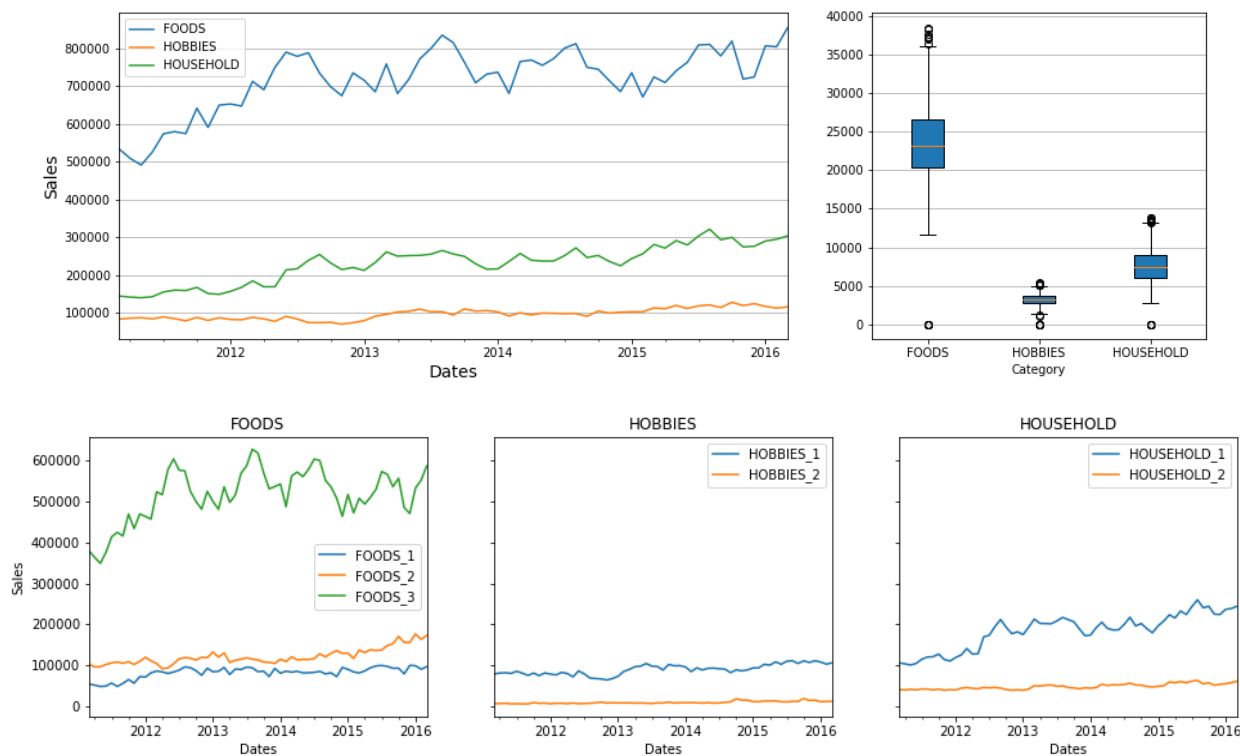 FOODS
HOBBIES
HOUSEHOLD
800000
700000
600000
500000
400000
300000
200000
100000
Sales
2012
2013
2014
2015
2016
Dates
40000
35000
30000
25000
20000
15000
10000
5000
0
FOODS
HOBBIES
HOUSEHOLD
Category
FOODS
600000
500000
400000
300000
200000
100000
0
Sales
FOODS_1
FOODS_2
FOODS_3
2012
2013
2014
2015
2016
Dates
HOBBIES
HOBBIES_1
HOBBIES_2
2012
2013
2014
2015
2016
Dates
HOUSEHOLD
HOUSEHOLD_1
HOUSEHOLD_2
2012
2013
2014
2015
2016
Dates